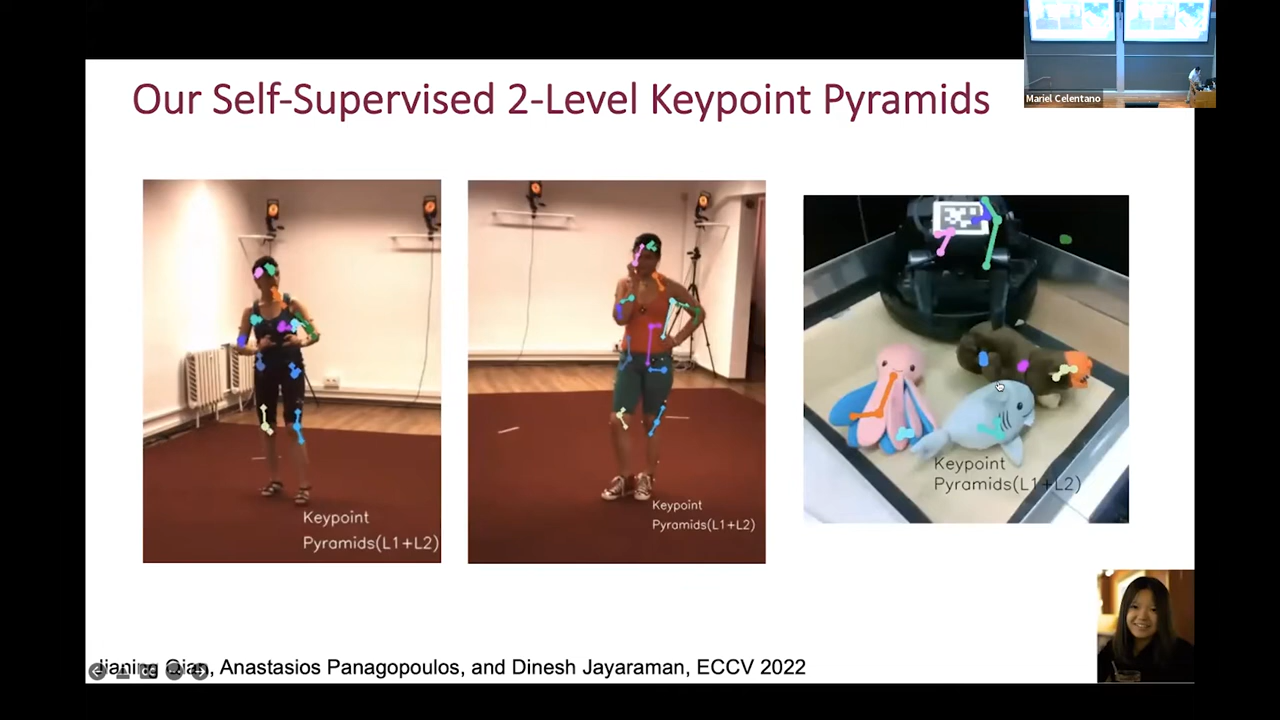 Our Self-Supervised 2-Level Keypoint Pyramids
Mariel Celentano
Keypoint
Pyramids(L1+L2)
Keypoint
Pyramids(L1+L2)
Keypoint
Pyramids(L1+L2)
Jianing Qian, Anastasios Panagopoulos, and Dinesh Jayaraman, ECCV 2022